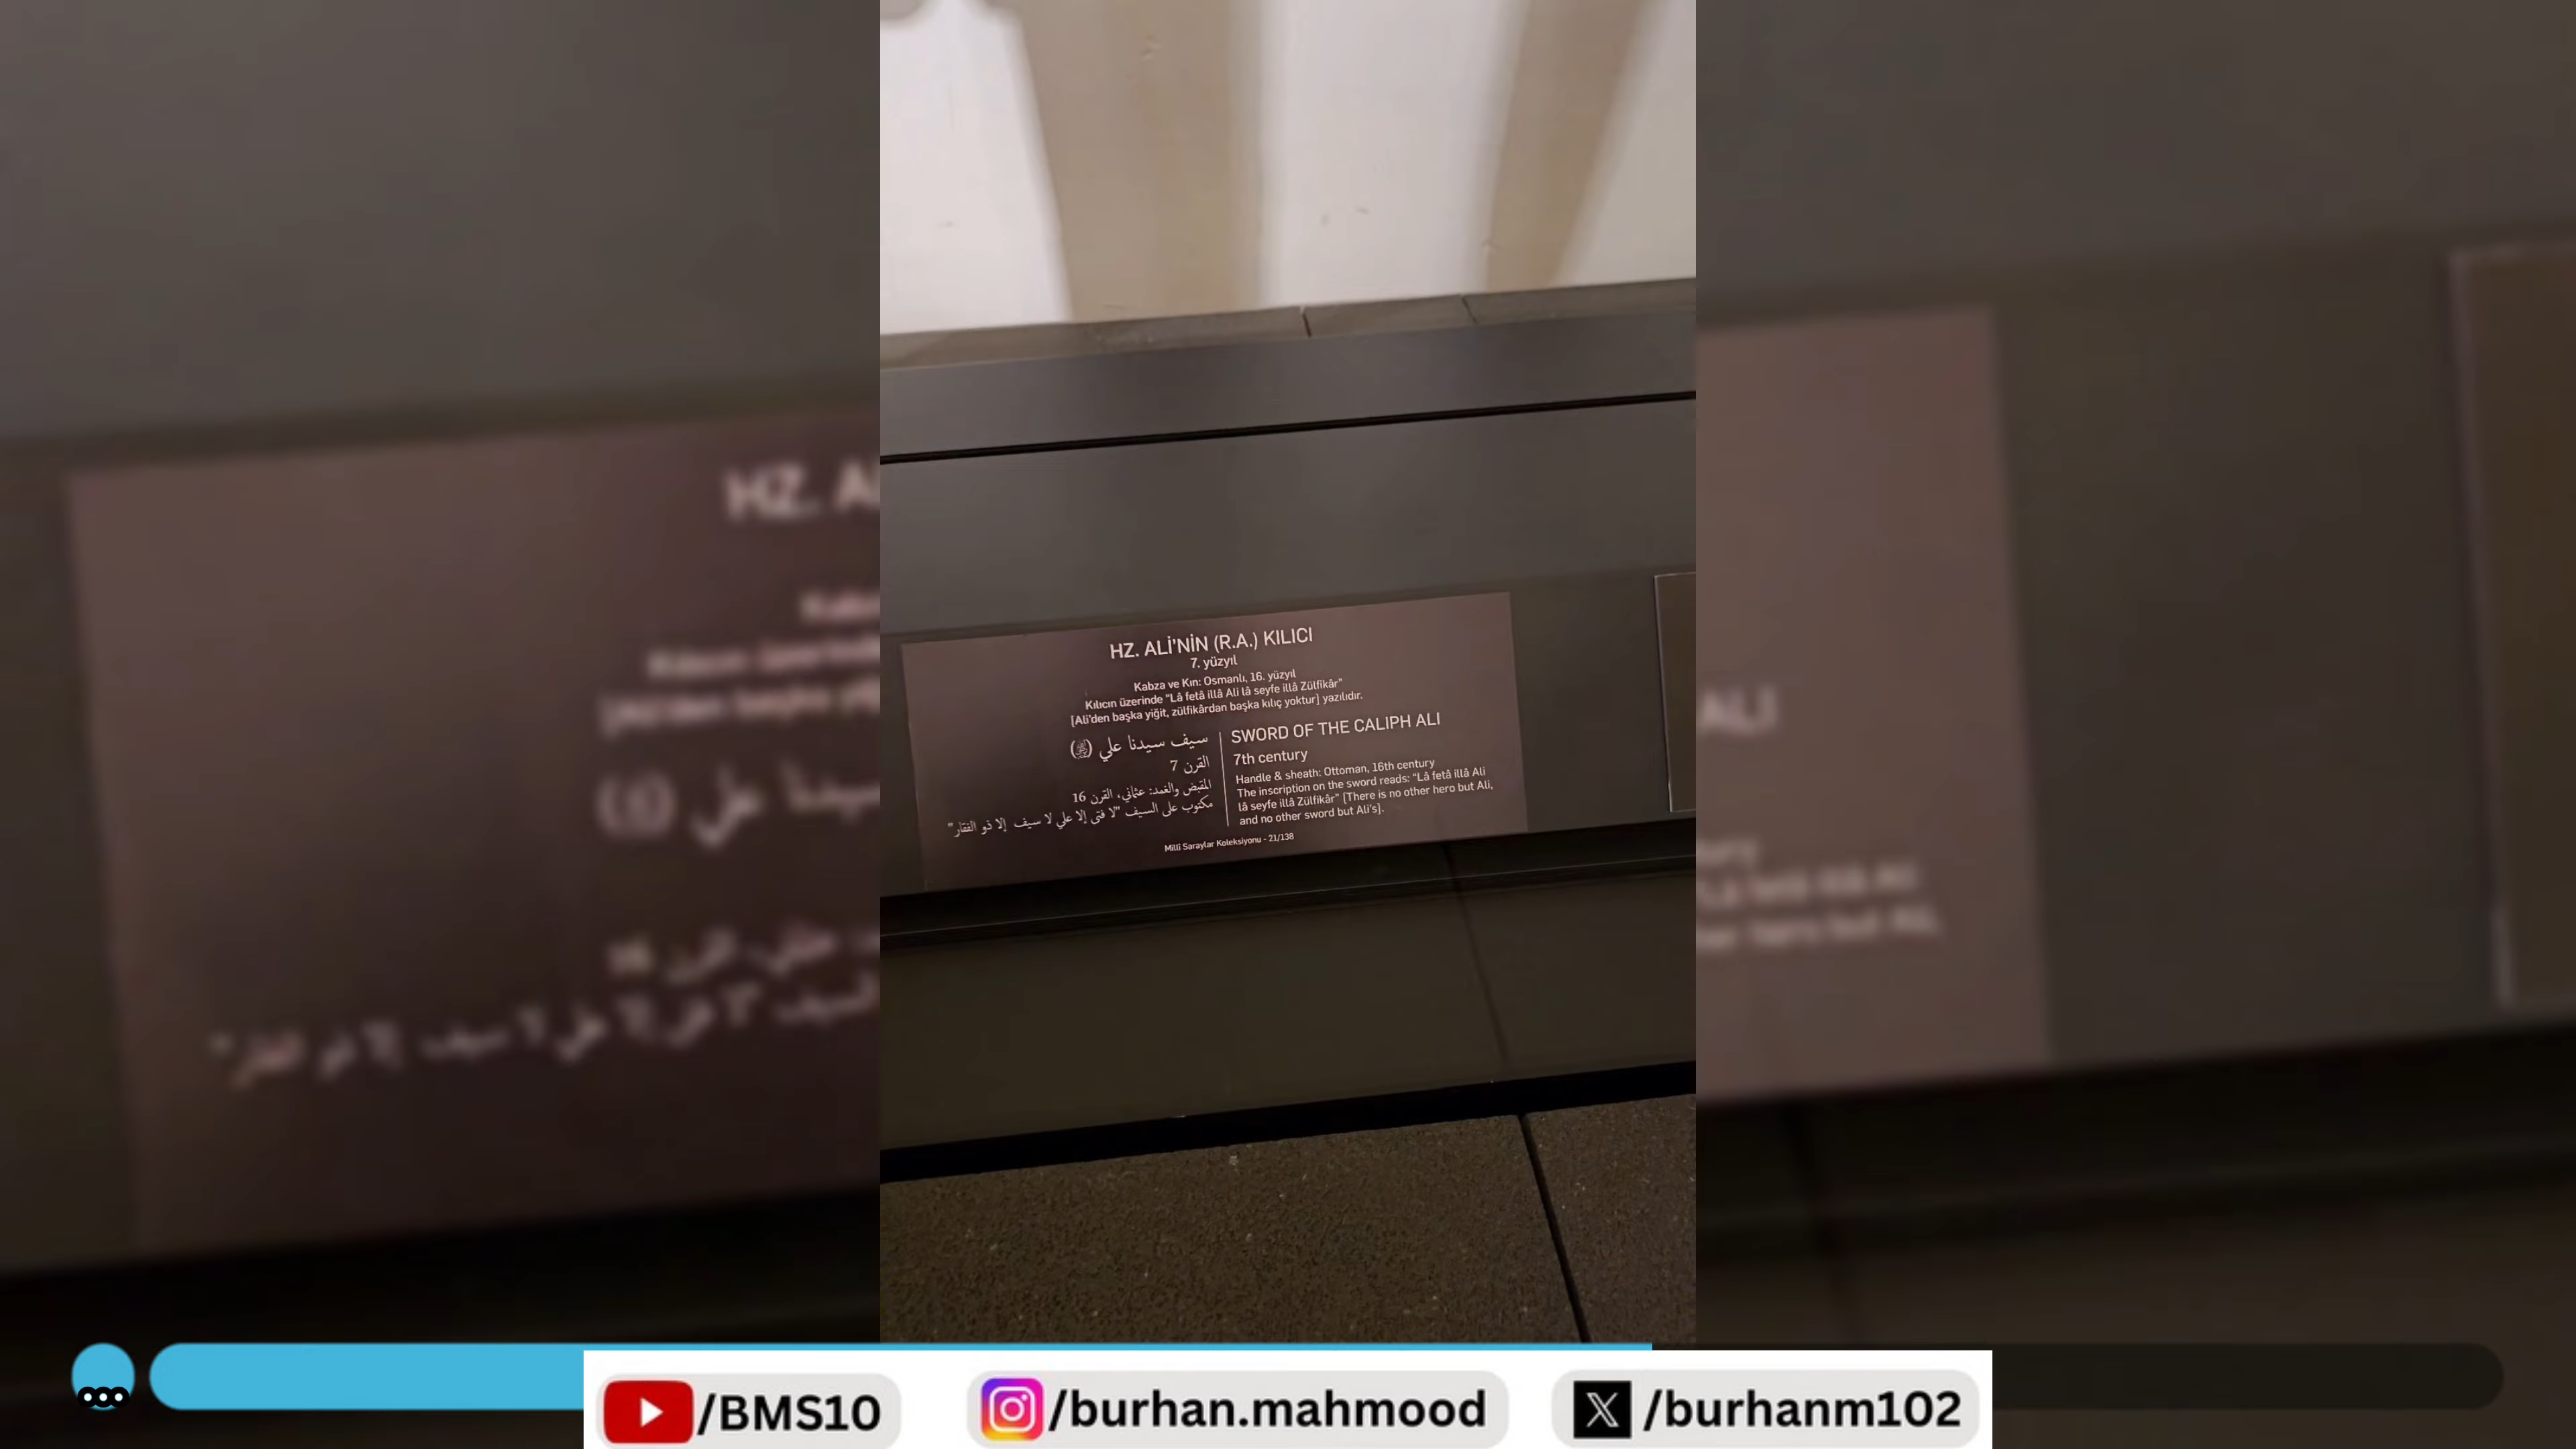 HZ. ALİ'NİN (R.A.) KILICI
7. yüzyıl
Kabza ve Kın: Osmanlı, 16. yüzyıl
Kılıcın üzerinde "Lâ fetâ illâ Ali lâ seyfe illâ Zülfikâr"
[Ali'den başka yiğit, zülfikârdan başka kılıç yoktur] yazılıdır.
سيف سيدنا علي
القرن 7
المقبض والغمد: عثماني، القرن 16
مكتوب على السيف "لا فتى إلا علي لا سيف إلا ذو الفقار"
SWORD OF THE CALIPH ALI
7th century
Handle & sheath: Ottoman, 16th century
The inscription on the sword reads: "Lâ fetâ illâ Ali
lâ seyfe illâ Zülfikâr" [There is no other hero but Ali,
and no other sword but Ali's].
Millî Saraylar Koleksiyonu - 21/138
/BMS10
/burhan.mahmood
/burhanm102